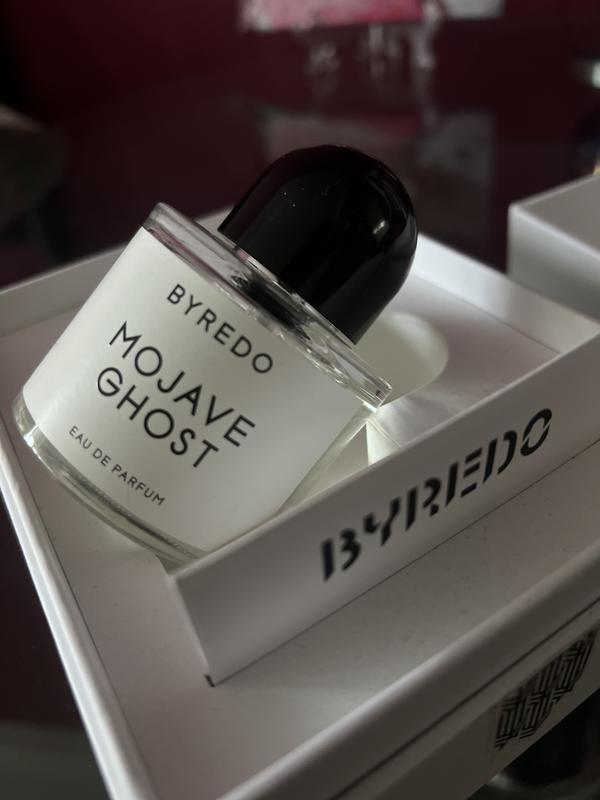 BYREDO
MOJAVE
GHOST
EAU DE PARFUM
BYREDO